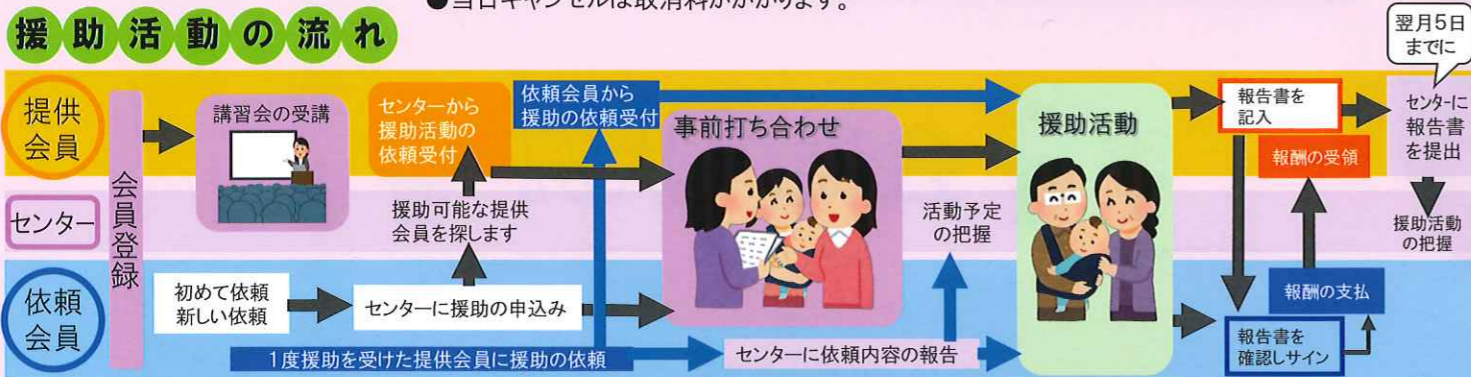 ●当日キャンセルは取消料がかかります。
援助活動の流れ
翌月5日
までに
提供
会員
センター
依頼
会員
会員登録
講習会の受講
センターから
援助活動の
依頼受付
依頼会員から
援助の依頼受付
事前打ち合わせ
援助活動
報告書を
記入
報酬の受領
センターに
報告書
を提出
援助可能な提供
会員を探します
活動予定
の把握
援助活動
の把握
初めて依頼
新しい依頼
センターに援助の申込み
報酬の支払
1度援助を受けた提供会員に援助の依頼
センターに依頼内容の報告
報告書を
確認しサイン